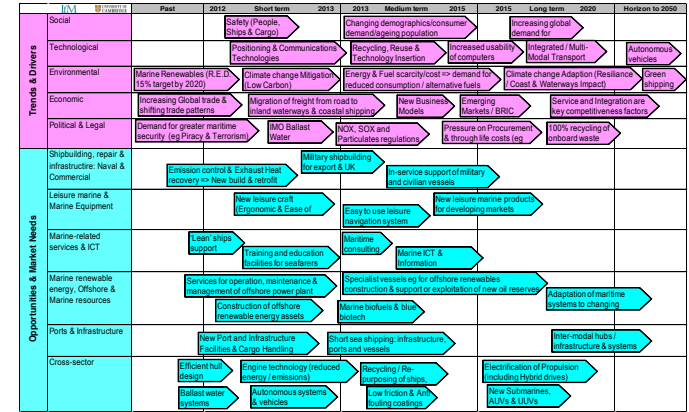 IfM UNIVERSITY OF CAMBRIDGE
Past 2012 Short term 2013 2013 Medium term 2015 2015 Long term 2020 Horizon to 2050
Trends & Drivers
Social
Safety (People,
Ships & Cargo)
Changing demographics/consumer
demand/ageing population
Increasing global
demand for
Technological
Positioning & Communications
Technologies
Recycling, Reuse &
Technology Insertion
Increased usability
of computers
Integrated / Multi-
Modal Transport
Autonomous
vehicles
Environmental
Marine Renewables (R.E.D.
15% target by 2020)
Climate change Mitigation
(Low Carbon)
Energy & Fuel scarcity/cost => demand for
reduced consumption / alternative fuels
Climate change Adaption (Resiliance
/ Coast & Waterways Impact)
Green
shipping
Economic
Increasing Global trade &
shifting trade patterns
Migration of freight from road to
inland waterways & coastal shipping
New Business
Models
Emerging
Markets / BRIC
Service and Integration are
key competitiveness factors
Political & Legal
Demand for greater maritime
security (eg Piracy & Terrorism)
IMO Ballast
Water
NOX, SOX and
Particulates regulations
Pressure on Procurement
& through life costs (eg
100% recycling of
onboard waste
Opportunities & Market Needs
Shipbuilding, repair &
infrastructire: Naval &
Commercial
Emission control & Exhaust Heat
recovery => New build & retrofit
Military shipbuilding
for export & UK
In-service support of military
and civilian vessels
Leisure marine &
Marine Equipment
New leisure craft
(Ergonomic & Ease of
Easy to use leisure
navigation system
New leisure marine products
for developing markets
Marine-related
services & ICT
'Lean' ships
support
Training and education
facilities for seafarers
Maritime
consulting
Marine ICT &
Information
Marine renewable
energy, Offshore &
Marine resources
Services for operation, maintenance &
management of offshore power plant
Construction of offshore
renewable energy assets
Specialist vessels eg for offshore renewables
construction & support or exploitation of new oil reserves
Marine biofuels & blue
biotech
Adaptation of maritime
systems to changing
Ports & Infrastructure
New Port and Infrastructure
Facilities & Cargo Handling
Short sea shipping: infrastructure,
ports and vessels
Inter-modal hubs /
infrastructure & systems
Cross-sector
Efficient hull
design
Engine technology (reduced
energy / emissions)
Recycling / Re-
purposing of ships,
Electrification of Propulsion
(including Hybrid drives)
Ballast water
systems
Autonomous systems
& vehicles
Low friction & Anti
fouling coatings
New Submarines,
AUVs & UUVs